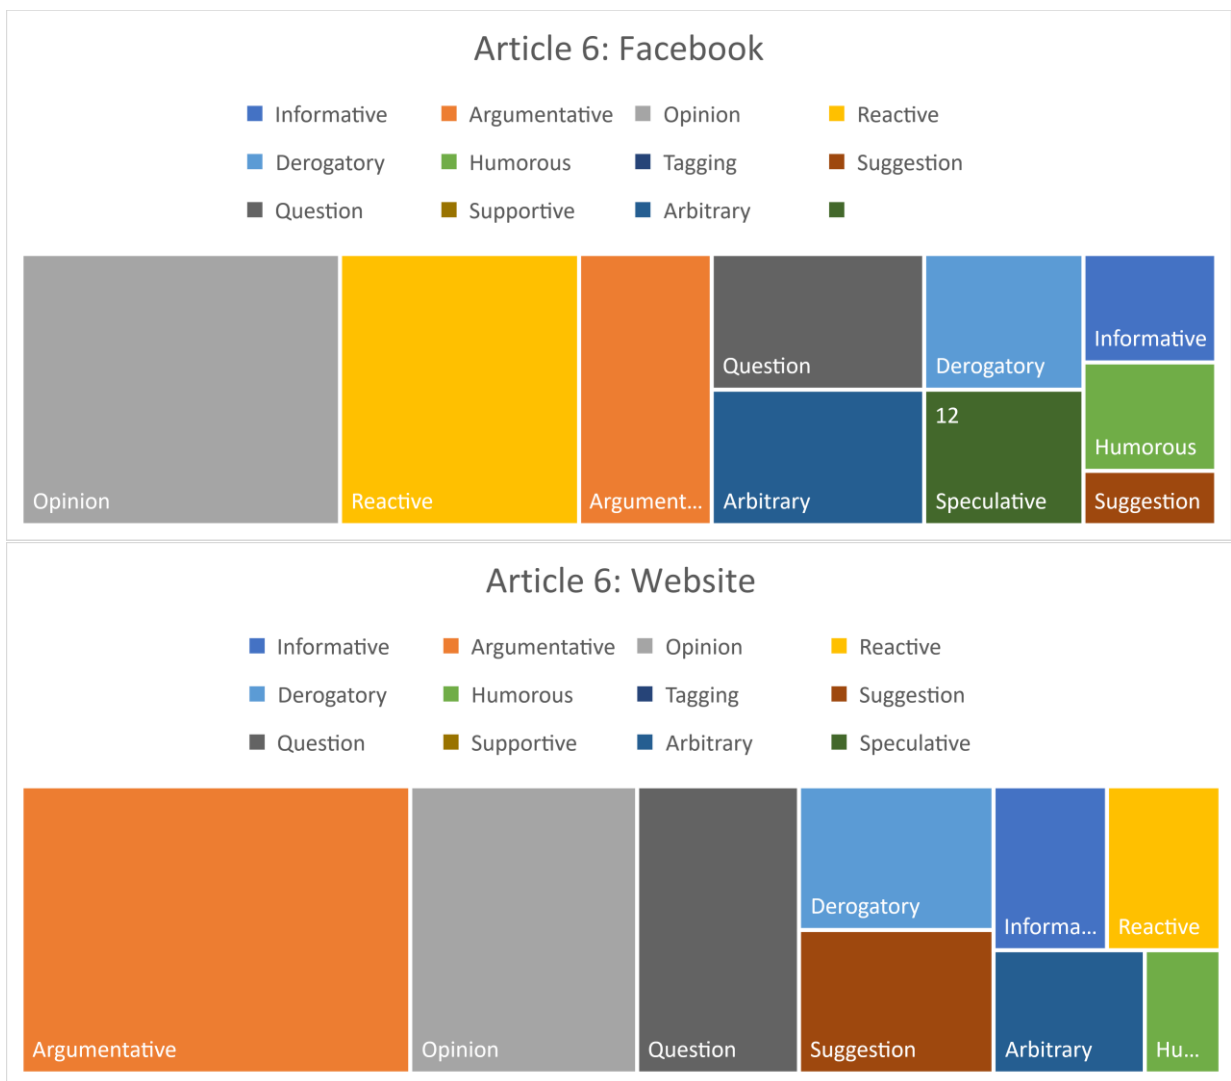 Article 6: Facebook
Informative Argumentative Opinion Reactive
Derogatory Humorous Tagging Suggestion
Question Supportive Arbitrary
Opinion
Reactive
Argument...
Question
Arbitrary
Derogatory
12
Speculative
Informative
Humorous
Suggestion
Article 6: Website
Informative Argumentative Opinion Reactive
Derogatory Humorous Tagging Suggestion
Question Supportive Arbitrary Speculative
Argumentative
Opinion
Question
Derogatory
Suggestion
Informa...
Reactive
Arbitrary
Hu...